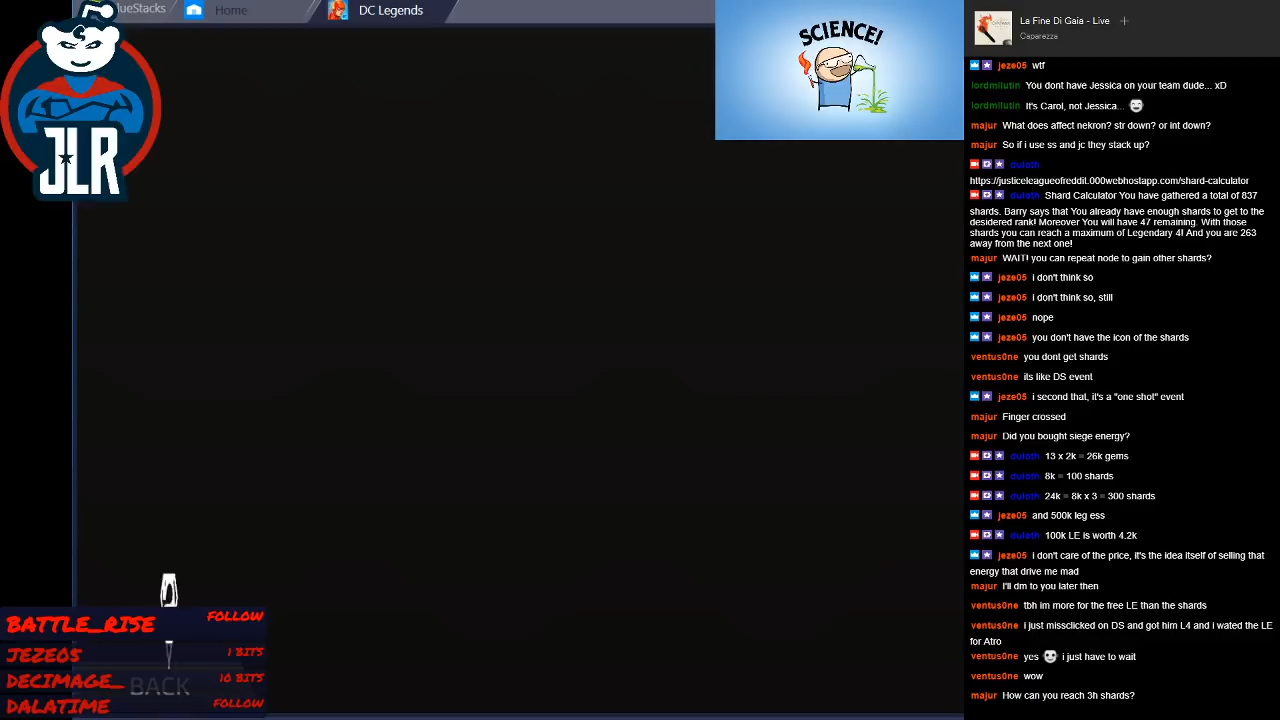 lueStacks
Home
DC Legends
SCIENCE!
JLR
La Fine Di Gaia - Live
Caparezza
jeze05 wtf
lordmilutin You dont have Jessica on your team dude... xD
lordmilutin It's Carol, not Jessica...
majur What does affect nekron? str down? or int down?
majur So if i use ss and jc they stack up?
duloth
https://justiceleagueofreddit.000webhostapp.com/shard-calculator
duloth Shard Calculator You have gathered a total of 837
shards. Barry says that You already have enough shards to get to the
desidered rank! Moreover You will have 47 remaining. With those
shards you can reach a maximum of Legendary 4! And you are 263
away from the next one!
majur WAIT! you can repeat node to gain other shards?
jeze05 i don't think so
jeze05 i don't think so, still
jeze05 nope
jeze05 you don't have the icon of the shards
ventus0ne you dont get shards
ventus0ne its like DS event
jeze05 i second that, it's a "one shot" event
majur Finger crossed
majur Did you bought siege energy?
duloth 13 x 2k = 26k gems
duloth 8k = 100 shards
duloth 24k = 8k x 3 = 300 shards
jeze05 and 500k leg ess
duloth 100k LE is worth 4.2k
jeze05 i don't care of the price, it's the idea itself of selling that
energy that drive me mad
majur I'll dm to you later then
ventus0ne tbh im more for the free LE than the shards
ventus0ne i just missclicked on DS and got him L4 and i wated the LE
for Atro
ventus0ne yes i just have to wait
ventus0ne wow
majur How can you reach 3h shards?
BATTLE_RISE FOLLOW
JEZE05 1 BITS
DECIMAGE_ 10 BITS
BACK
DALATIME FOLLOW